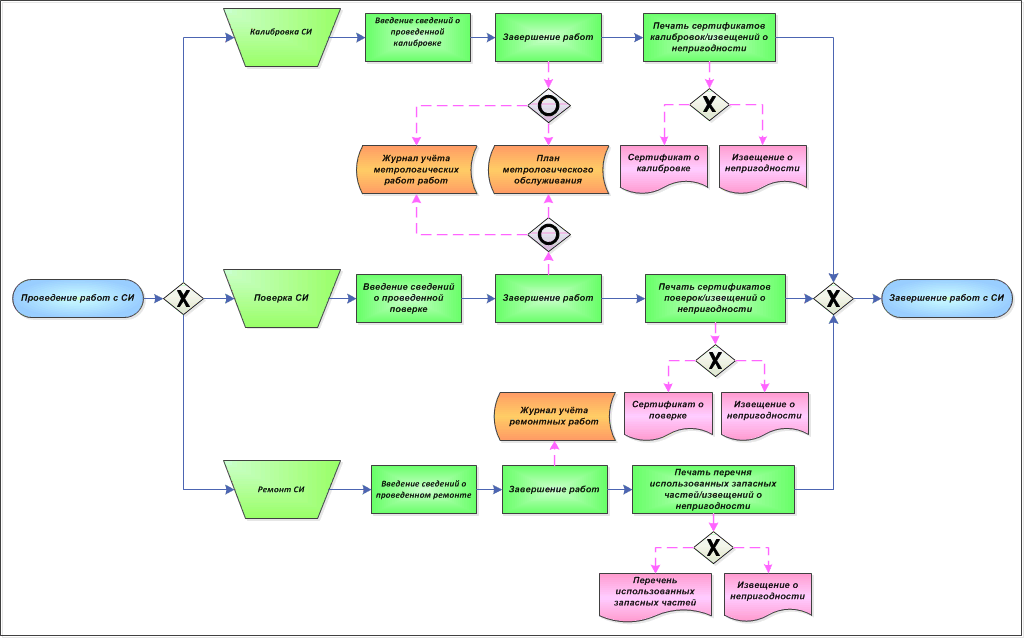 Калибровка СИ
Введение сведений о
проведенной
калибровке
Завершение работ
Печать сертификатов
калибровок/извещений о
непригодности
X
Журнал учёта
метрологических
работ работ
План
метрологического
обслуживания
Сертификат о
калибровке
Извещение о
непригодности
Проведение работ с СИ
X
Поверка СИ
Введение сведений
о проведенной
поверке
Завершение работ
Печать сертификатов
поверок/извещений о
непригодности
X
Завершение работ с СИ
X
Журнал учёта
ремонтных работ
Сертификат о
поверке
Извещение о
непригодности
Ремонт СИ
Введение сведений о
проведенном ремонте
Завершение работ
Печать перечня
использованных запасных
частей/извещений о
непригодности
X
Перечень
использованных
запасных частей
Извещение о
непригодности